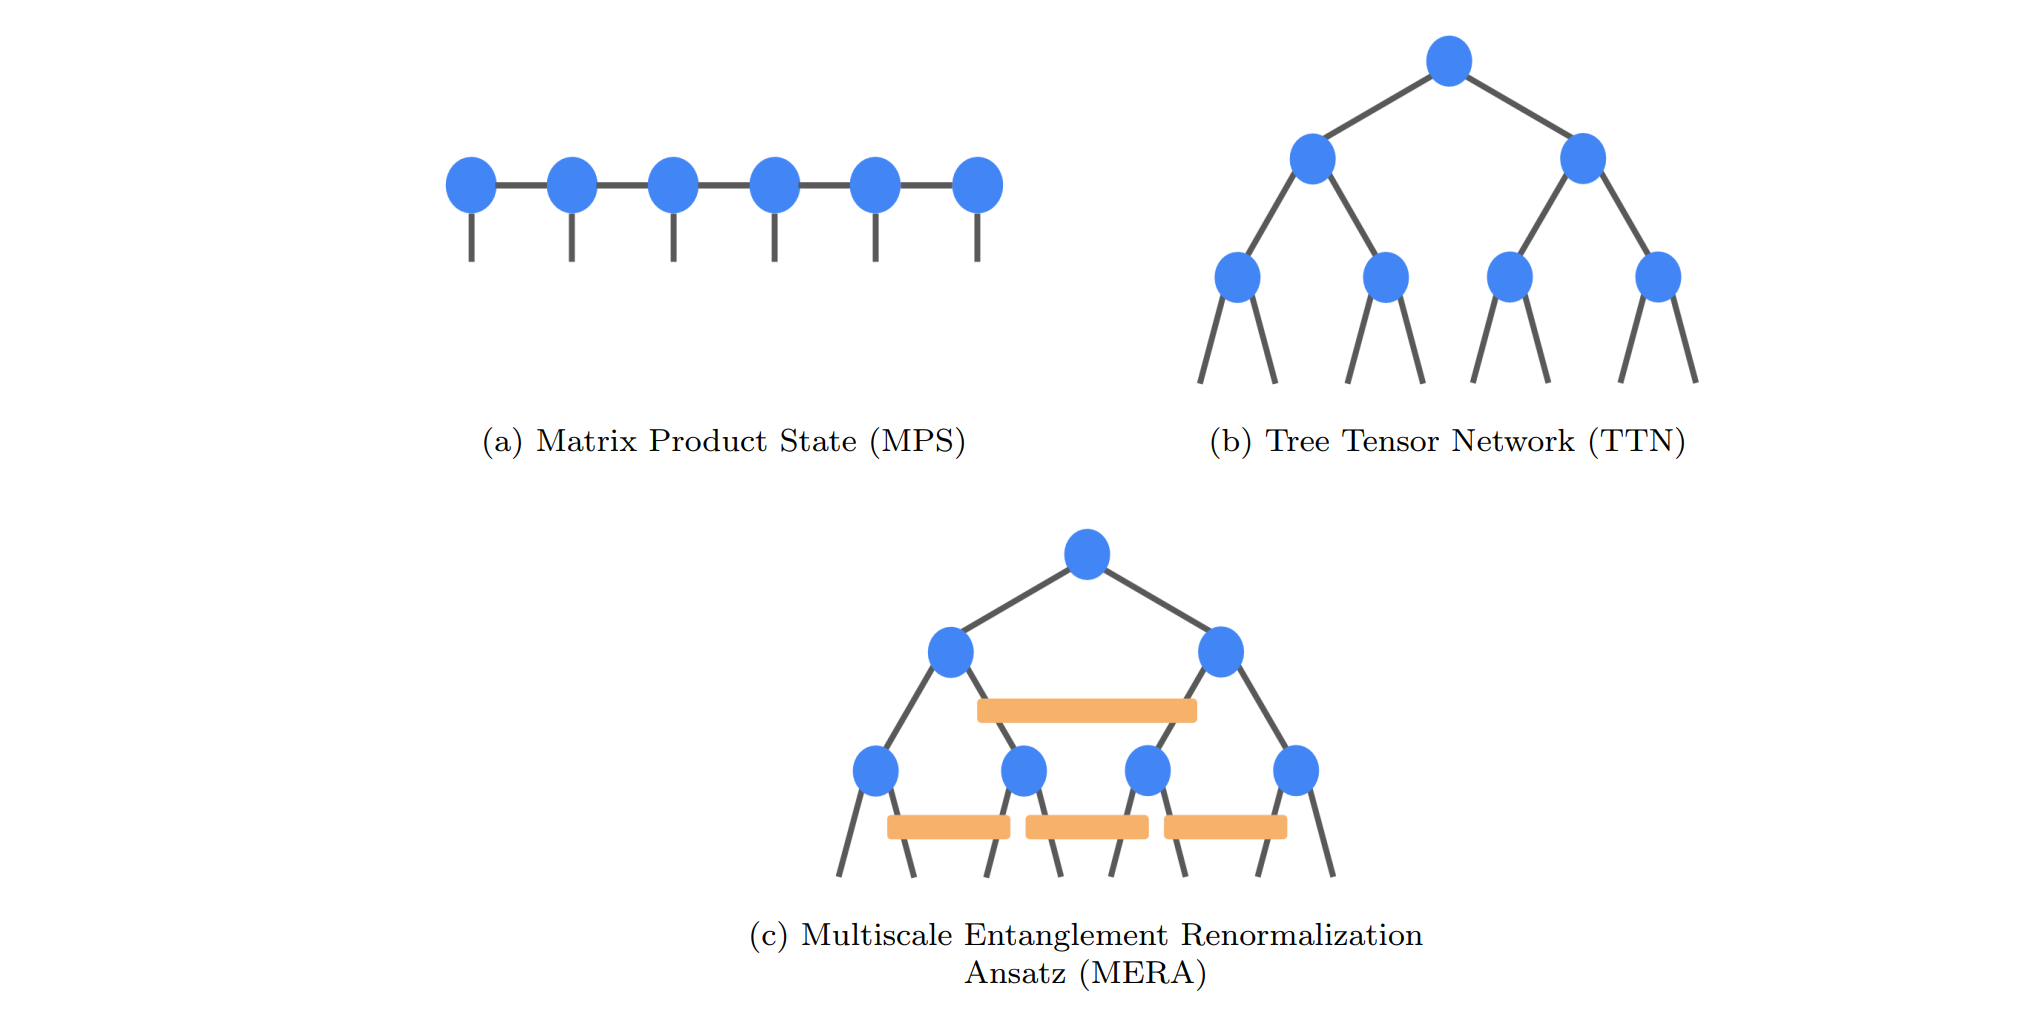 (a) Matrix Product State (MPS)
(b) Tree Tensor Network (TTN)
(c) Multiscale Entanglement Renormalization
Ansatz (MERA)